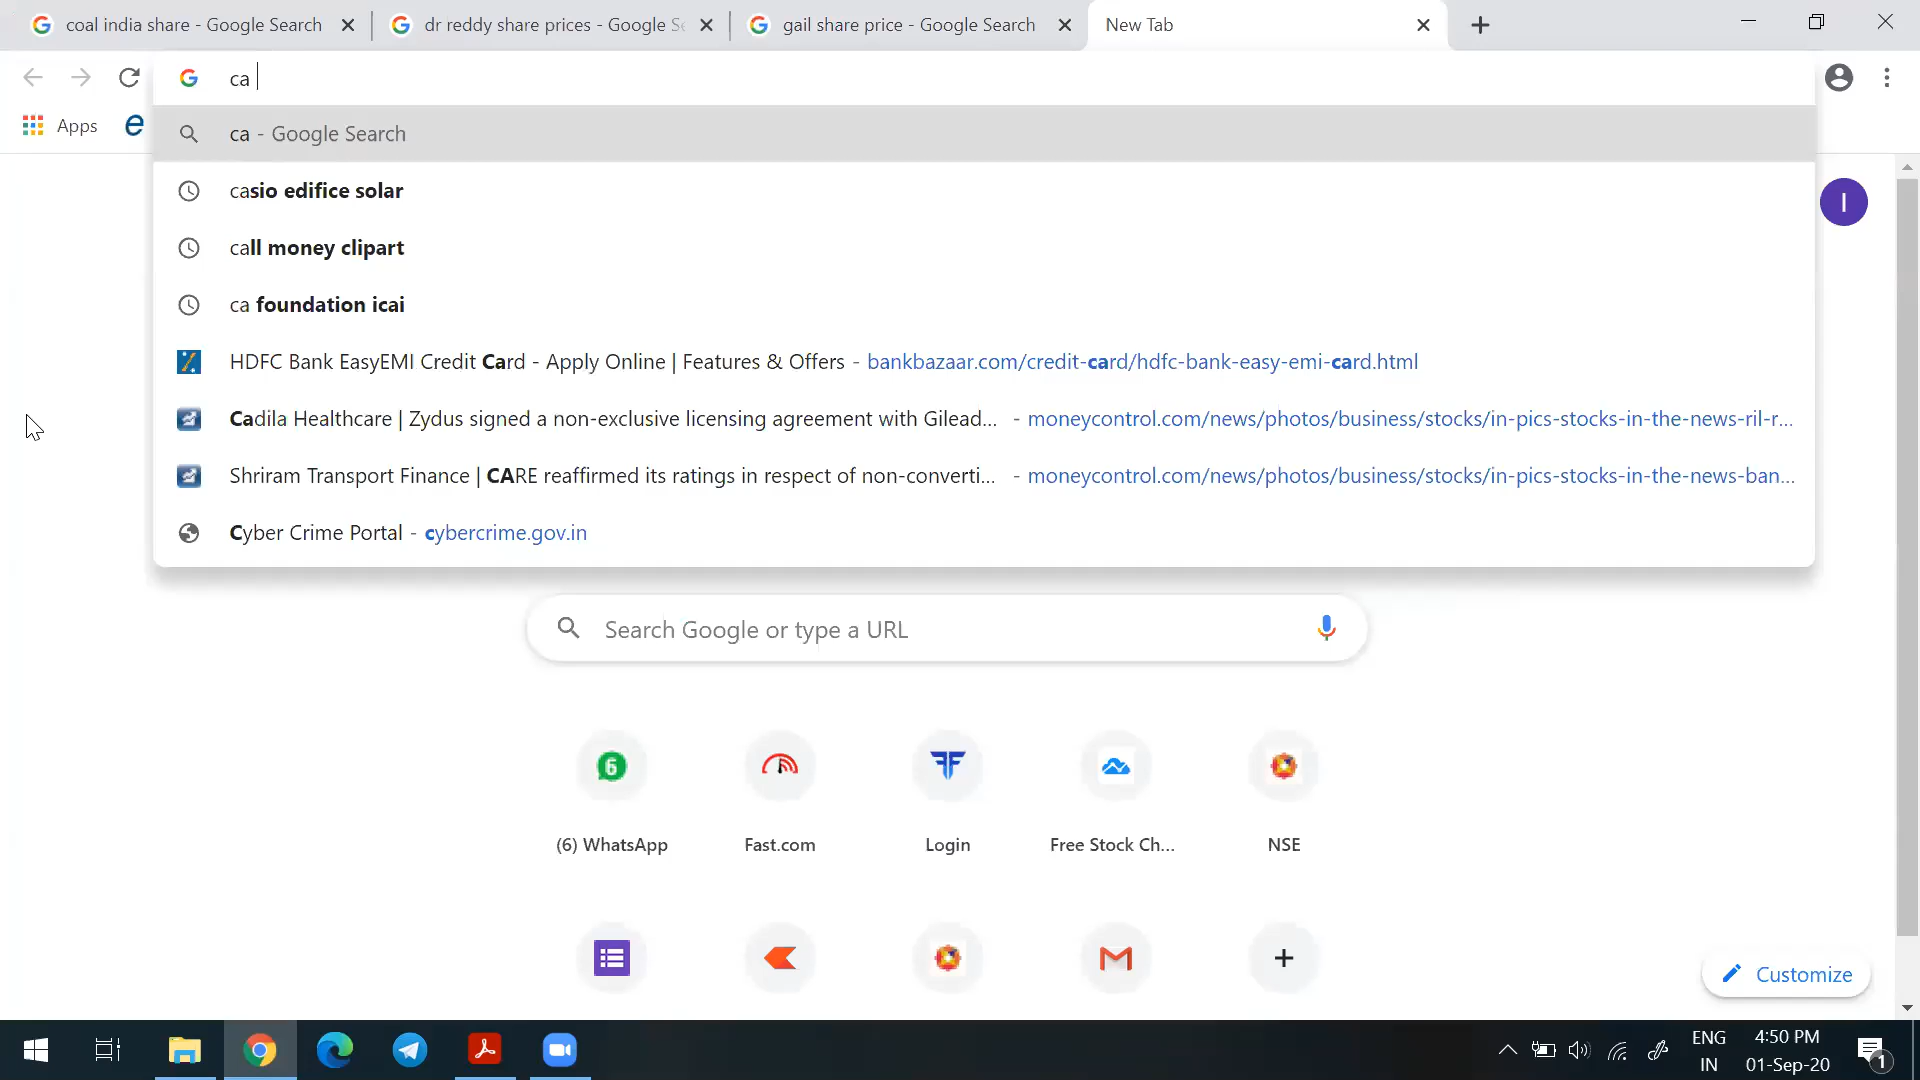 coal india share - Google Search
dr reddy share prices - Google Se
gail share price - Google Search
New Tab
ca
Apps
ca - Google Search
casio edifice solar
call money clipart
ca foundation icai
HDFC Bank EasyEMI Credit Card - Apply Online | Features & Offers - bankbazaar.com/credit-card/hdfc-bank-easy-emi-card.html
Cadila Healthcare | Zydus signed a non-exclusive licensing agreement with Gilead... - moneycontrol.com/news/photos/business/stocks/in-pics-stocks-in-the-news-ril-r...
Shriram Transport Finance | CARE reaffirmed its ratings in respect of non-converti... - moneycontrol.com/news/photos/business/stocks/in-pics-stocks-in-the-news-ban...
Cyber Crime Portal - cybercrime.gov.in
I
Search Google or type a URL
6
(6) WhatsApp
Fast.com
Login
Free Stock Ch...
NSE
Customize
ENG
IN
4:50 PM
01-Sep-20
1